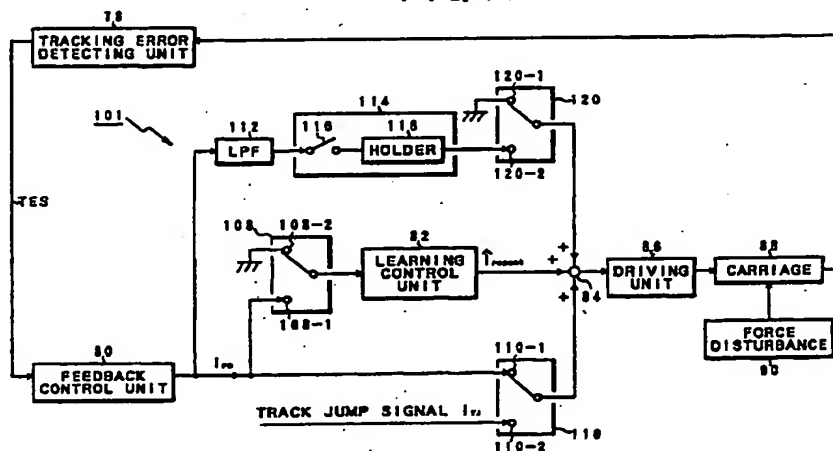 78
TRACKING ERROR
DETECTING UNIT
101
TES
112
LPF
114
116
118
HOLDER
120-1
120
120-2
108
108-2
108-1
82
LEARNING
CONTROL
UNIT
+
+
+
84
86
DRIVING
UNIT
88
CARRIAGE
FORCE
DISTURBANCE
90
80
FEEDBACK
CONTROL UNIT
110-1
TRACK JUMP SIGNAL
110-2
110